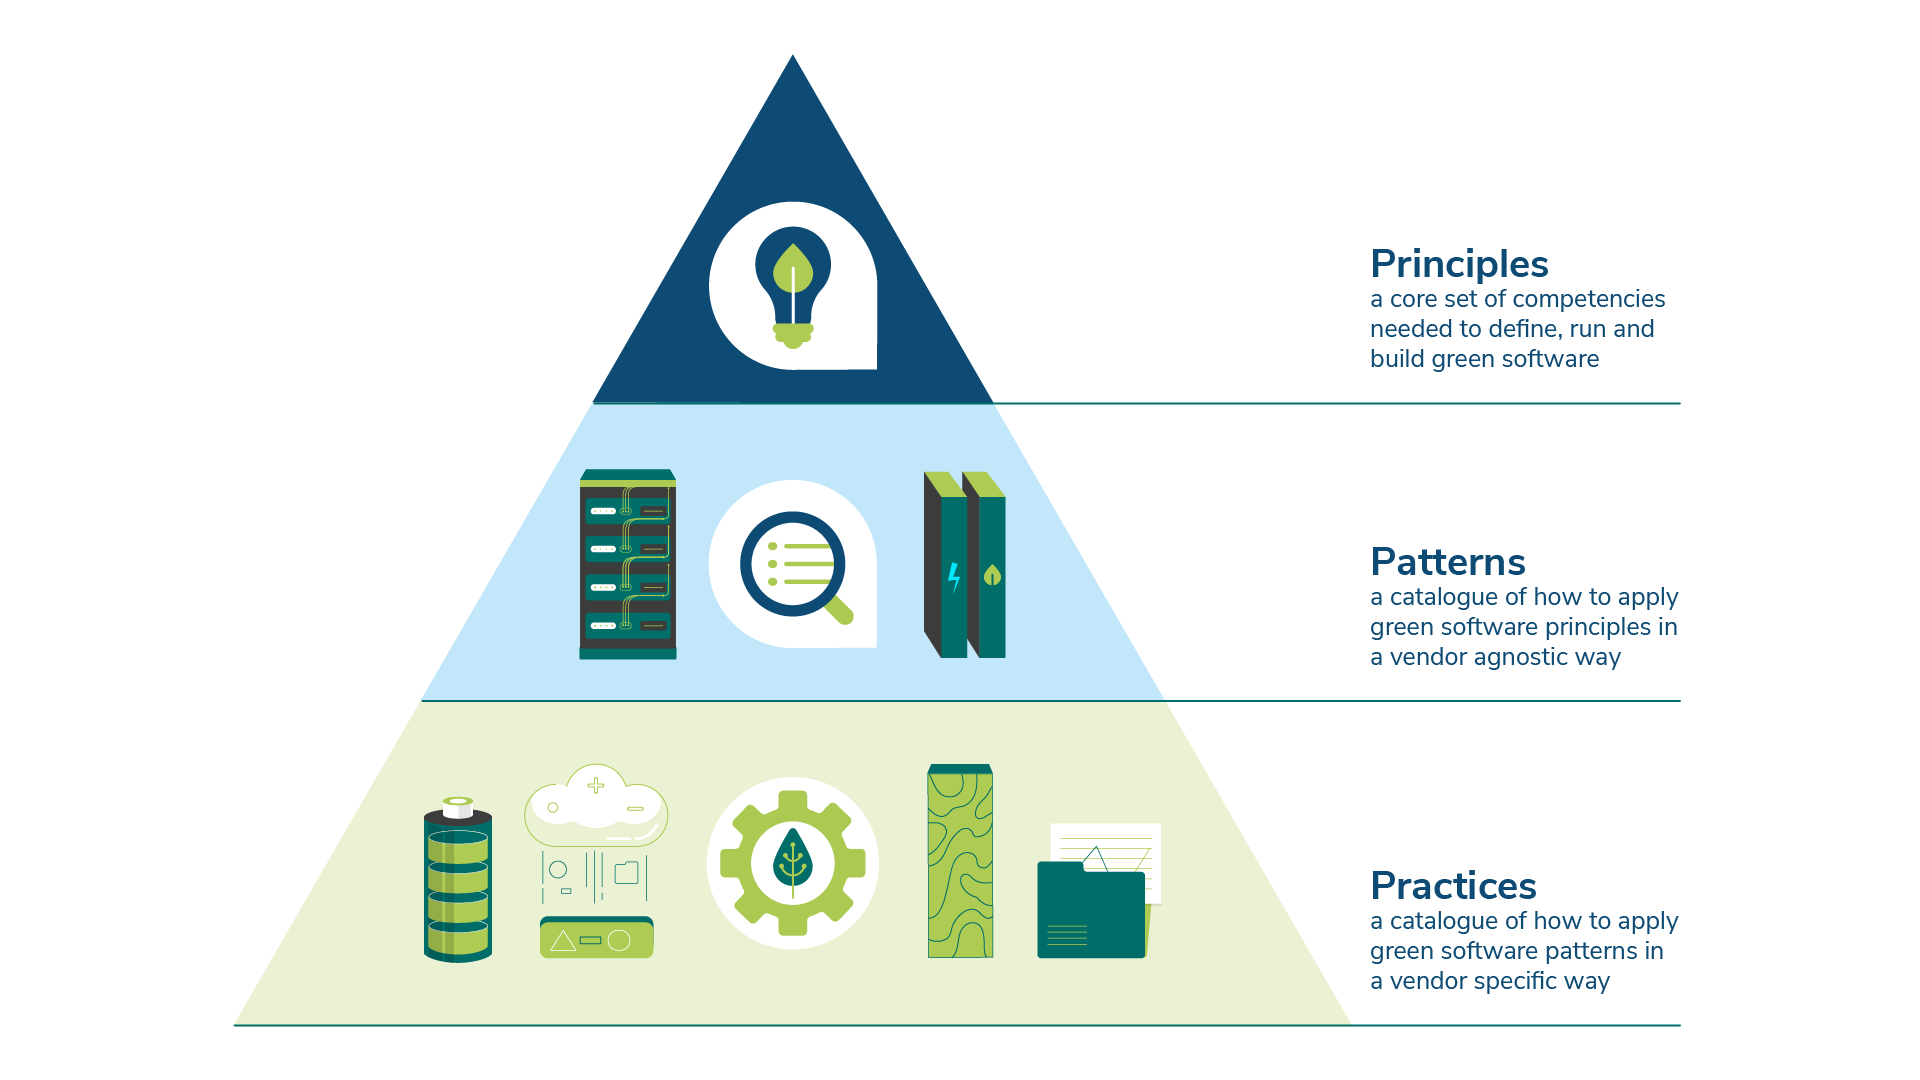 Principles
a core set of competencies
needed to define, run and
build green software
Patterns
a catalogue of how to apply
green software principles in
a vendor agnostic way
Practices
a catalogue of how to apply
green software patterns in
a vendor specific way